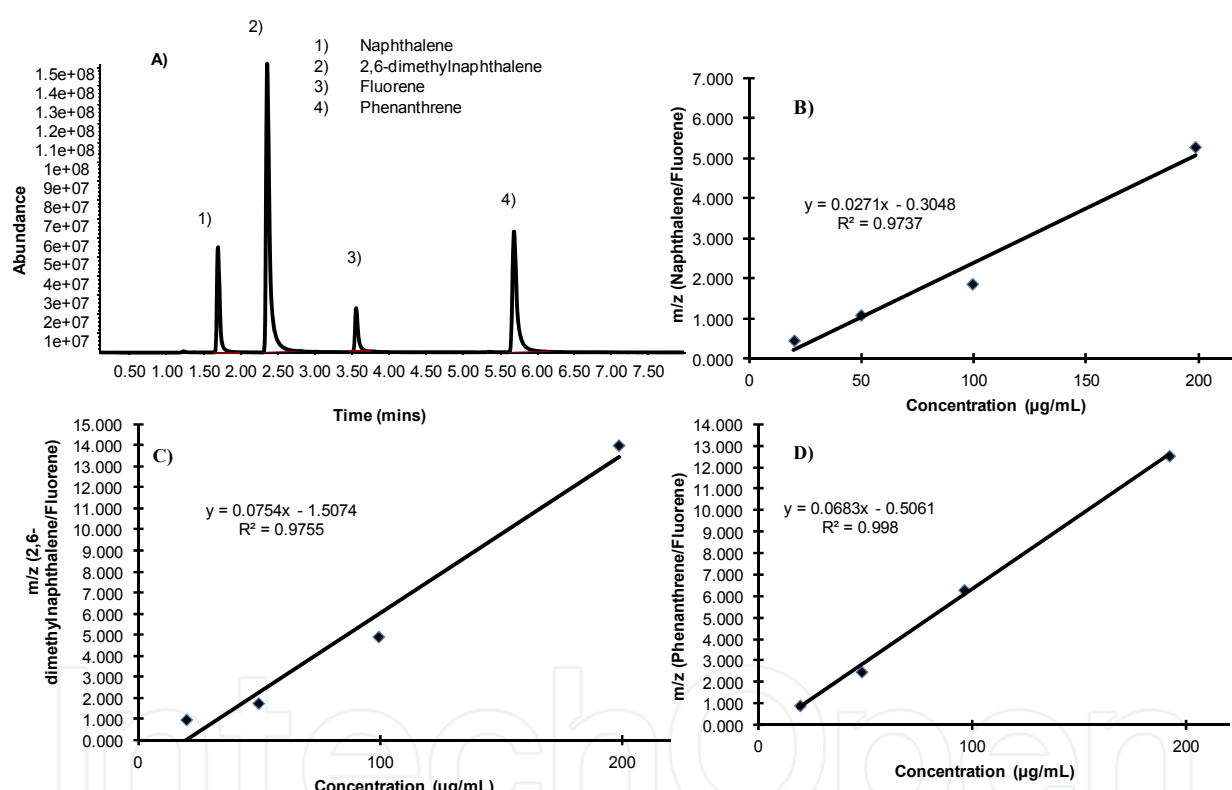 A)
2)
1) Naphthalene
2) 2,6-dimethylnaphthalene
3) Fluorene
4) Phenanthrene
1)
3)
4)
Abundance
1.5e+08
1.4e+08
1.3e+08
1.2e+08
1.1e+08
1e+08
9e+07
8e+07
7e+07
6e+07
5e+07
4e+07
3e+07
2e+07
1e+07
0.50 1.00 1.50 2.00 2.50 3.00 3.50 4.00 4.50 5.00 5.50 6.00 7.00 7.50
Time (mins)
B)
m/z (Naphthalene/Fluorene)
7.000
6.000
5.000
4.000
3.000
2.000
1.000
0.000
y = 0.0271x - 0.3048
R² = 0.9737
0 50 100 150 200
Concentration (µg/mL)
C)
m/z (2,6-
dimethylnaphthalene/Fluorene)
15.000
14.000
13.000
12.000
11.000
10.000
9.000
8.000
7.000
6.000
5.000
4.000
3.000
2.000
1.000
0.000
y = 0.0754x - 1.5074
R² = 0.9755
0 100 200
Concentration (µg/mL)
D)
m/z (Phenanthrene/Fluorene)
14.000
13.000
12.000
11.000
10.000
9.000
8.000
7.000
6.000
5.000
4.000
3.000
2.000
1.000
0.000
y = 0.0683x - 0.5061
R² = 0.998
0 100 200
Concentration (µg/mL)
IntechOpen